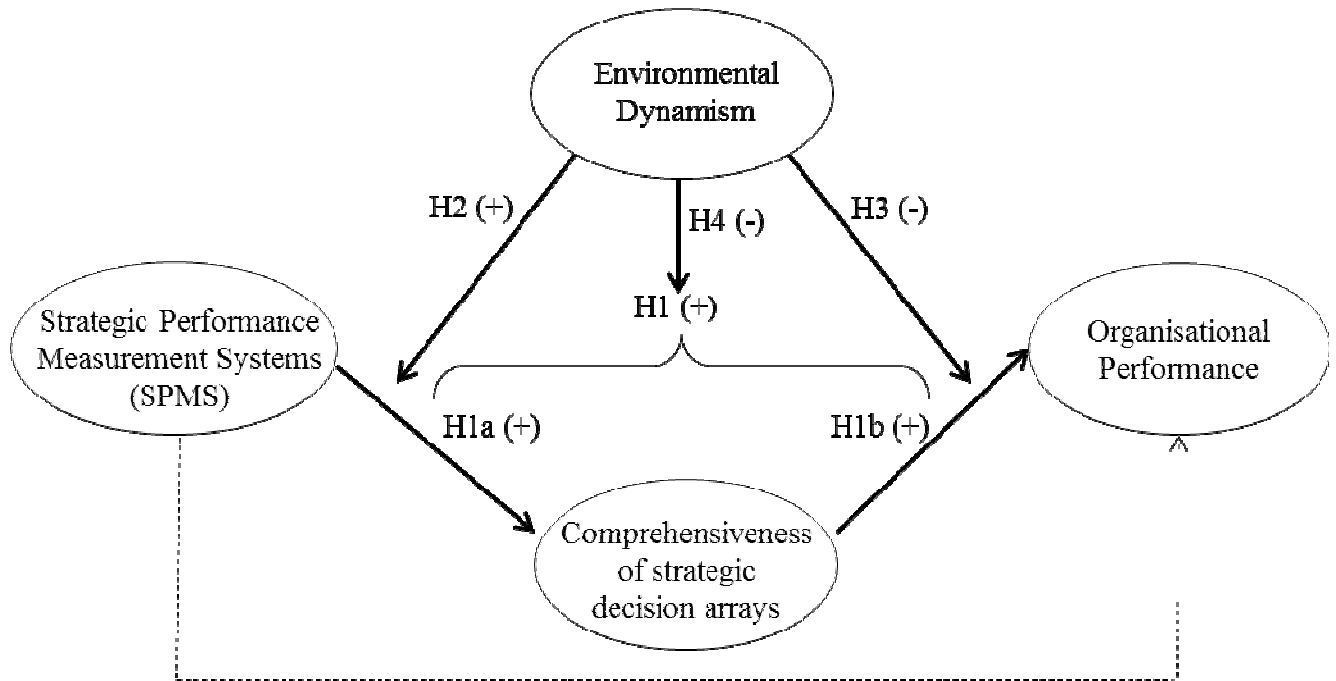 Environmental
Dynamism
H2 (+)
H4 (-)
H3 (-)
H1 (+)
Strategic Performance
Measurement Systems
(SPMS)
Organisational
Performance
H1a (+)
H1b (+)
Comprehensiveness
of strategic
decision arrays